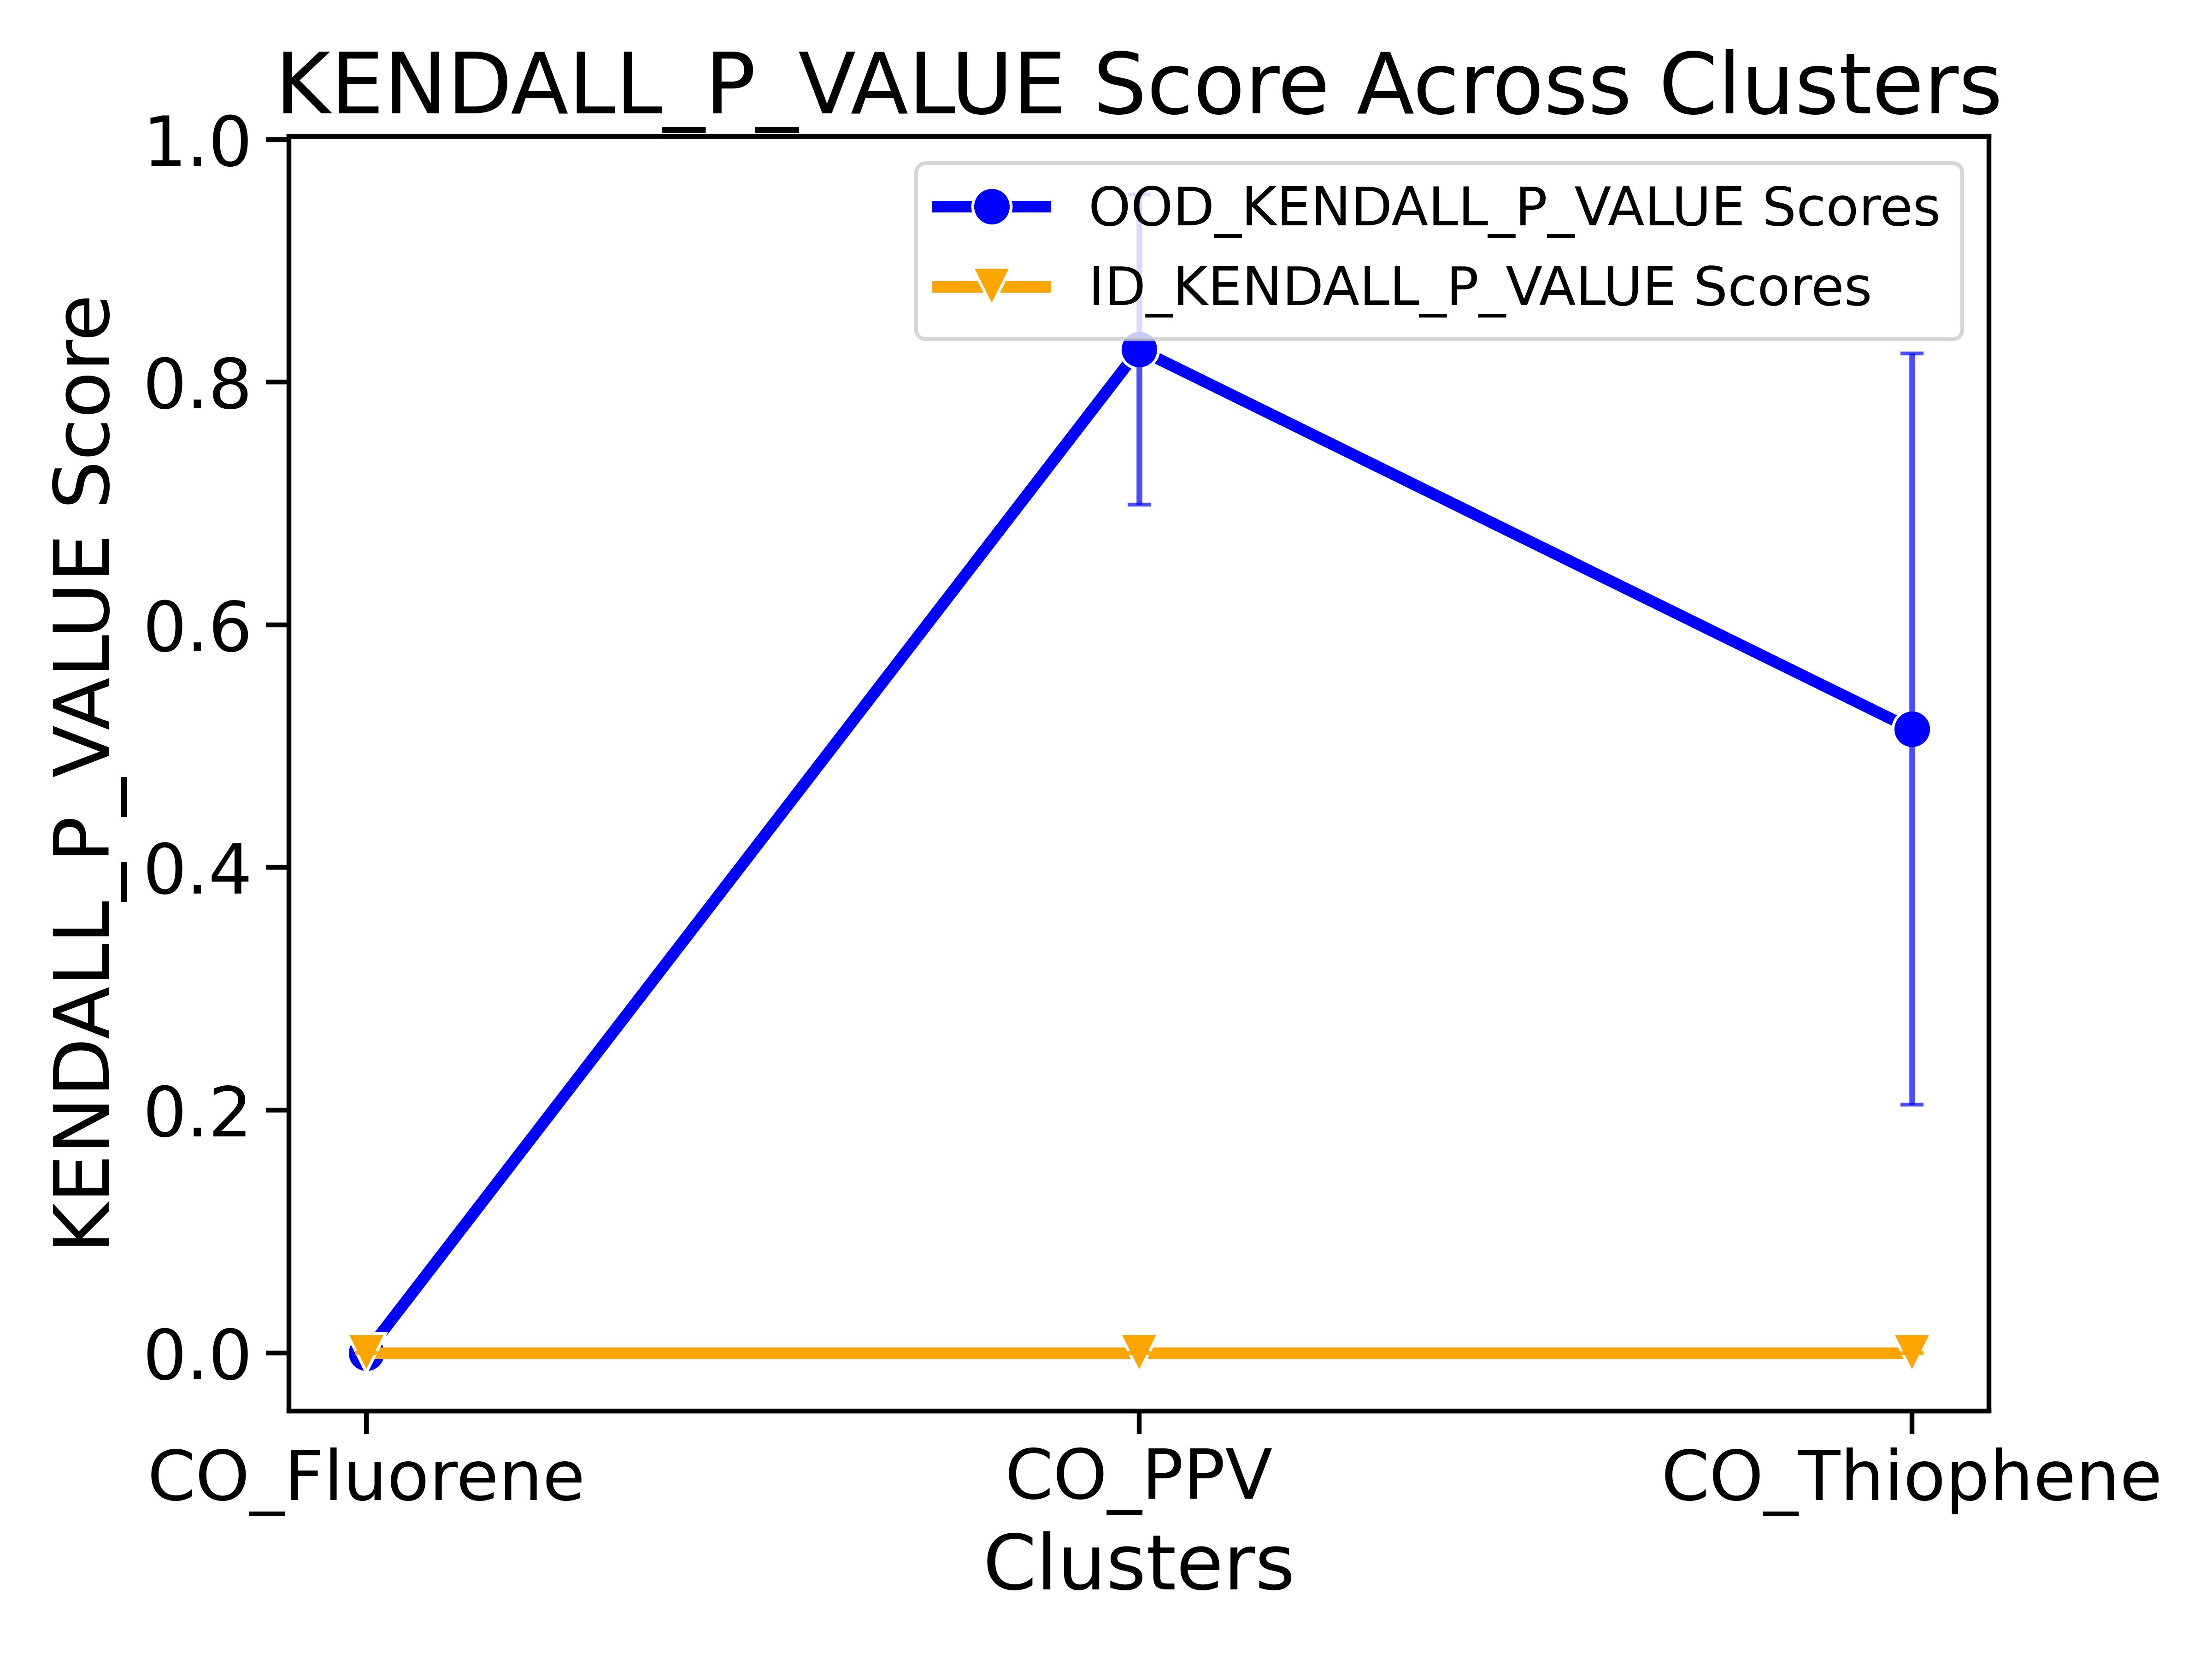 KENDALL_P_VALUE Score Across Clusters
OOD_KENDALL_P_VALUE Scores
ID_KENDALL_P_VALUE Scores
KENDALL_P_VALUE Score
1.0
0.8
0.6
0.4
0.2
0.0
CO_Fluorene
CO_PPV
CO_Thiophene
Clusters